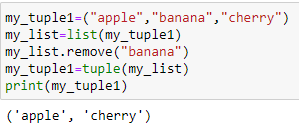 my_tuple1=("apple","banana","cherry")
my_list=list(my_tuple1)
my_list.remove("banana")
my_tuple1=tuple(my_list)
print(my_tuple1)
('apple', 'cherry')